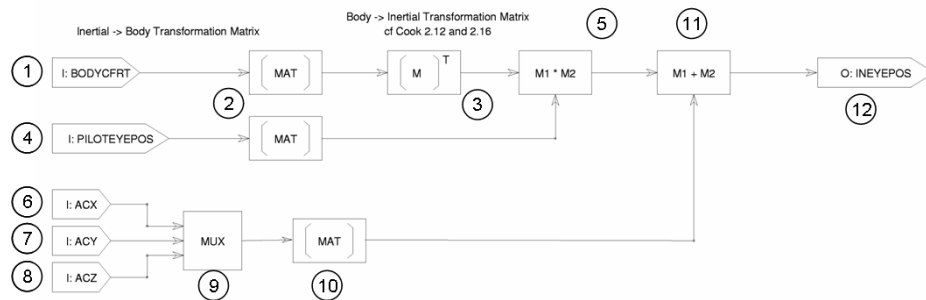 Inertial -> Body Transformation Matrix
Body -> Inertial Transformation Matrix
cf Cook 2.12 and 2.16
5
11
1
I: BODYCFRT
MAT
M
T
M1 * M2
M1 + M2
O: INEYEPOS
2
3
12
4
I: PILOTEYEPOS
MAT
6
I: ACX
7
I: ACY
MUX
MAT
8
I: ACZ
9
10